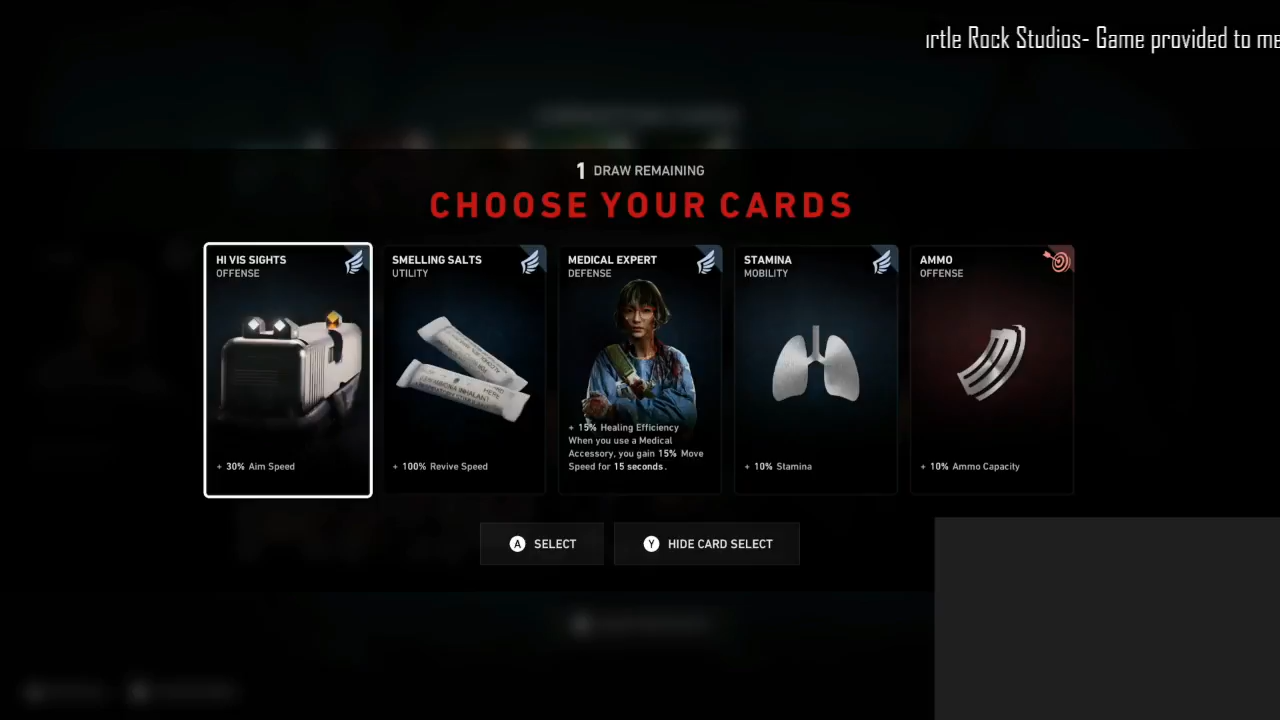 rtle Rock Studios- Game provided to me
1 DRAW REMAINING
CHOOSE YOUR CARDS
HI VIS SIGHTS
OFFENSE
+ 30% Aim Speed
SMELLING SALTS
UTILITY
+ 100% Revive Speed
MEDICAL EXPERT
DEFENSE
+ 15% Healing Efficiency
When you use a Medical
Accessory, you gain 15% Move
Speed for 15 seconds.
STAMINA
MOBILITY
+ 10% Stamina
AMMO
OFFENSE
+ 10% Ammo Capacity
A SELECT
Y HIDE CARD SELECT